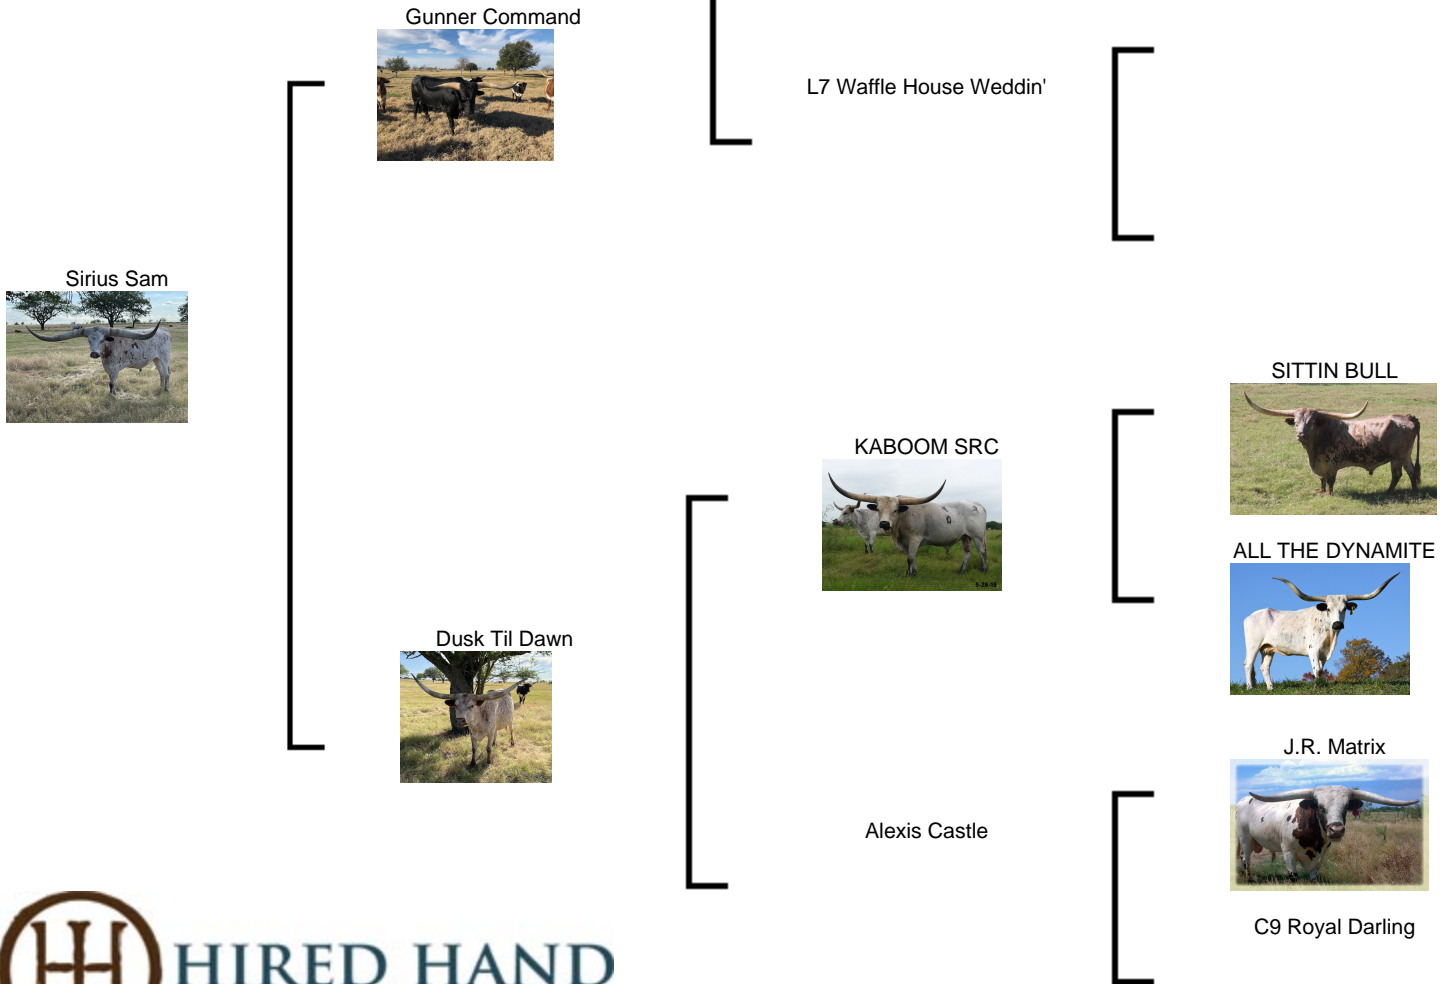 Gunner Command
L7 Waffle House Weddin'
Sirius Sam
SITTIN BULL
KABOOM SRC
ALL THE DYNAMITE
Dusk Til Dawn
J.R. Matrix
Alexis Castle
C9 Royal Darling
HIRED HAND